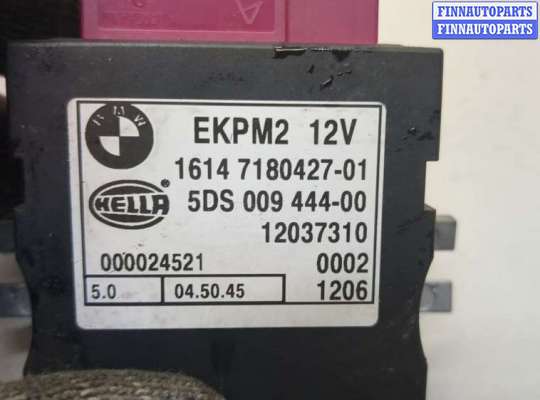 FINNAUTOPARTS
FINNAUTOPARTS
BMW
EKPM2 12V
1614 7180427-01
HELLA
5DS 009 444-00
12037310
000024521
0002
5.0
04.50.45
1206